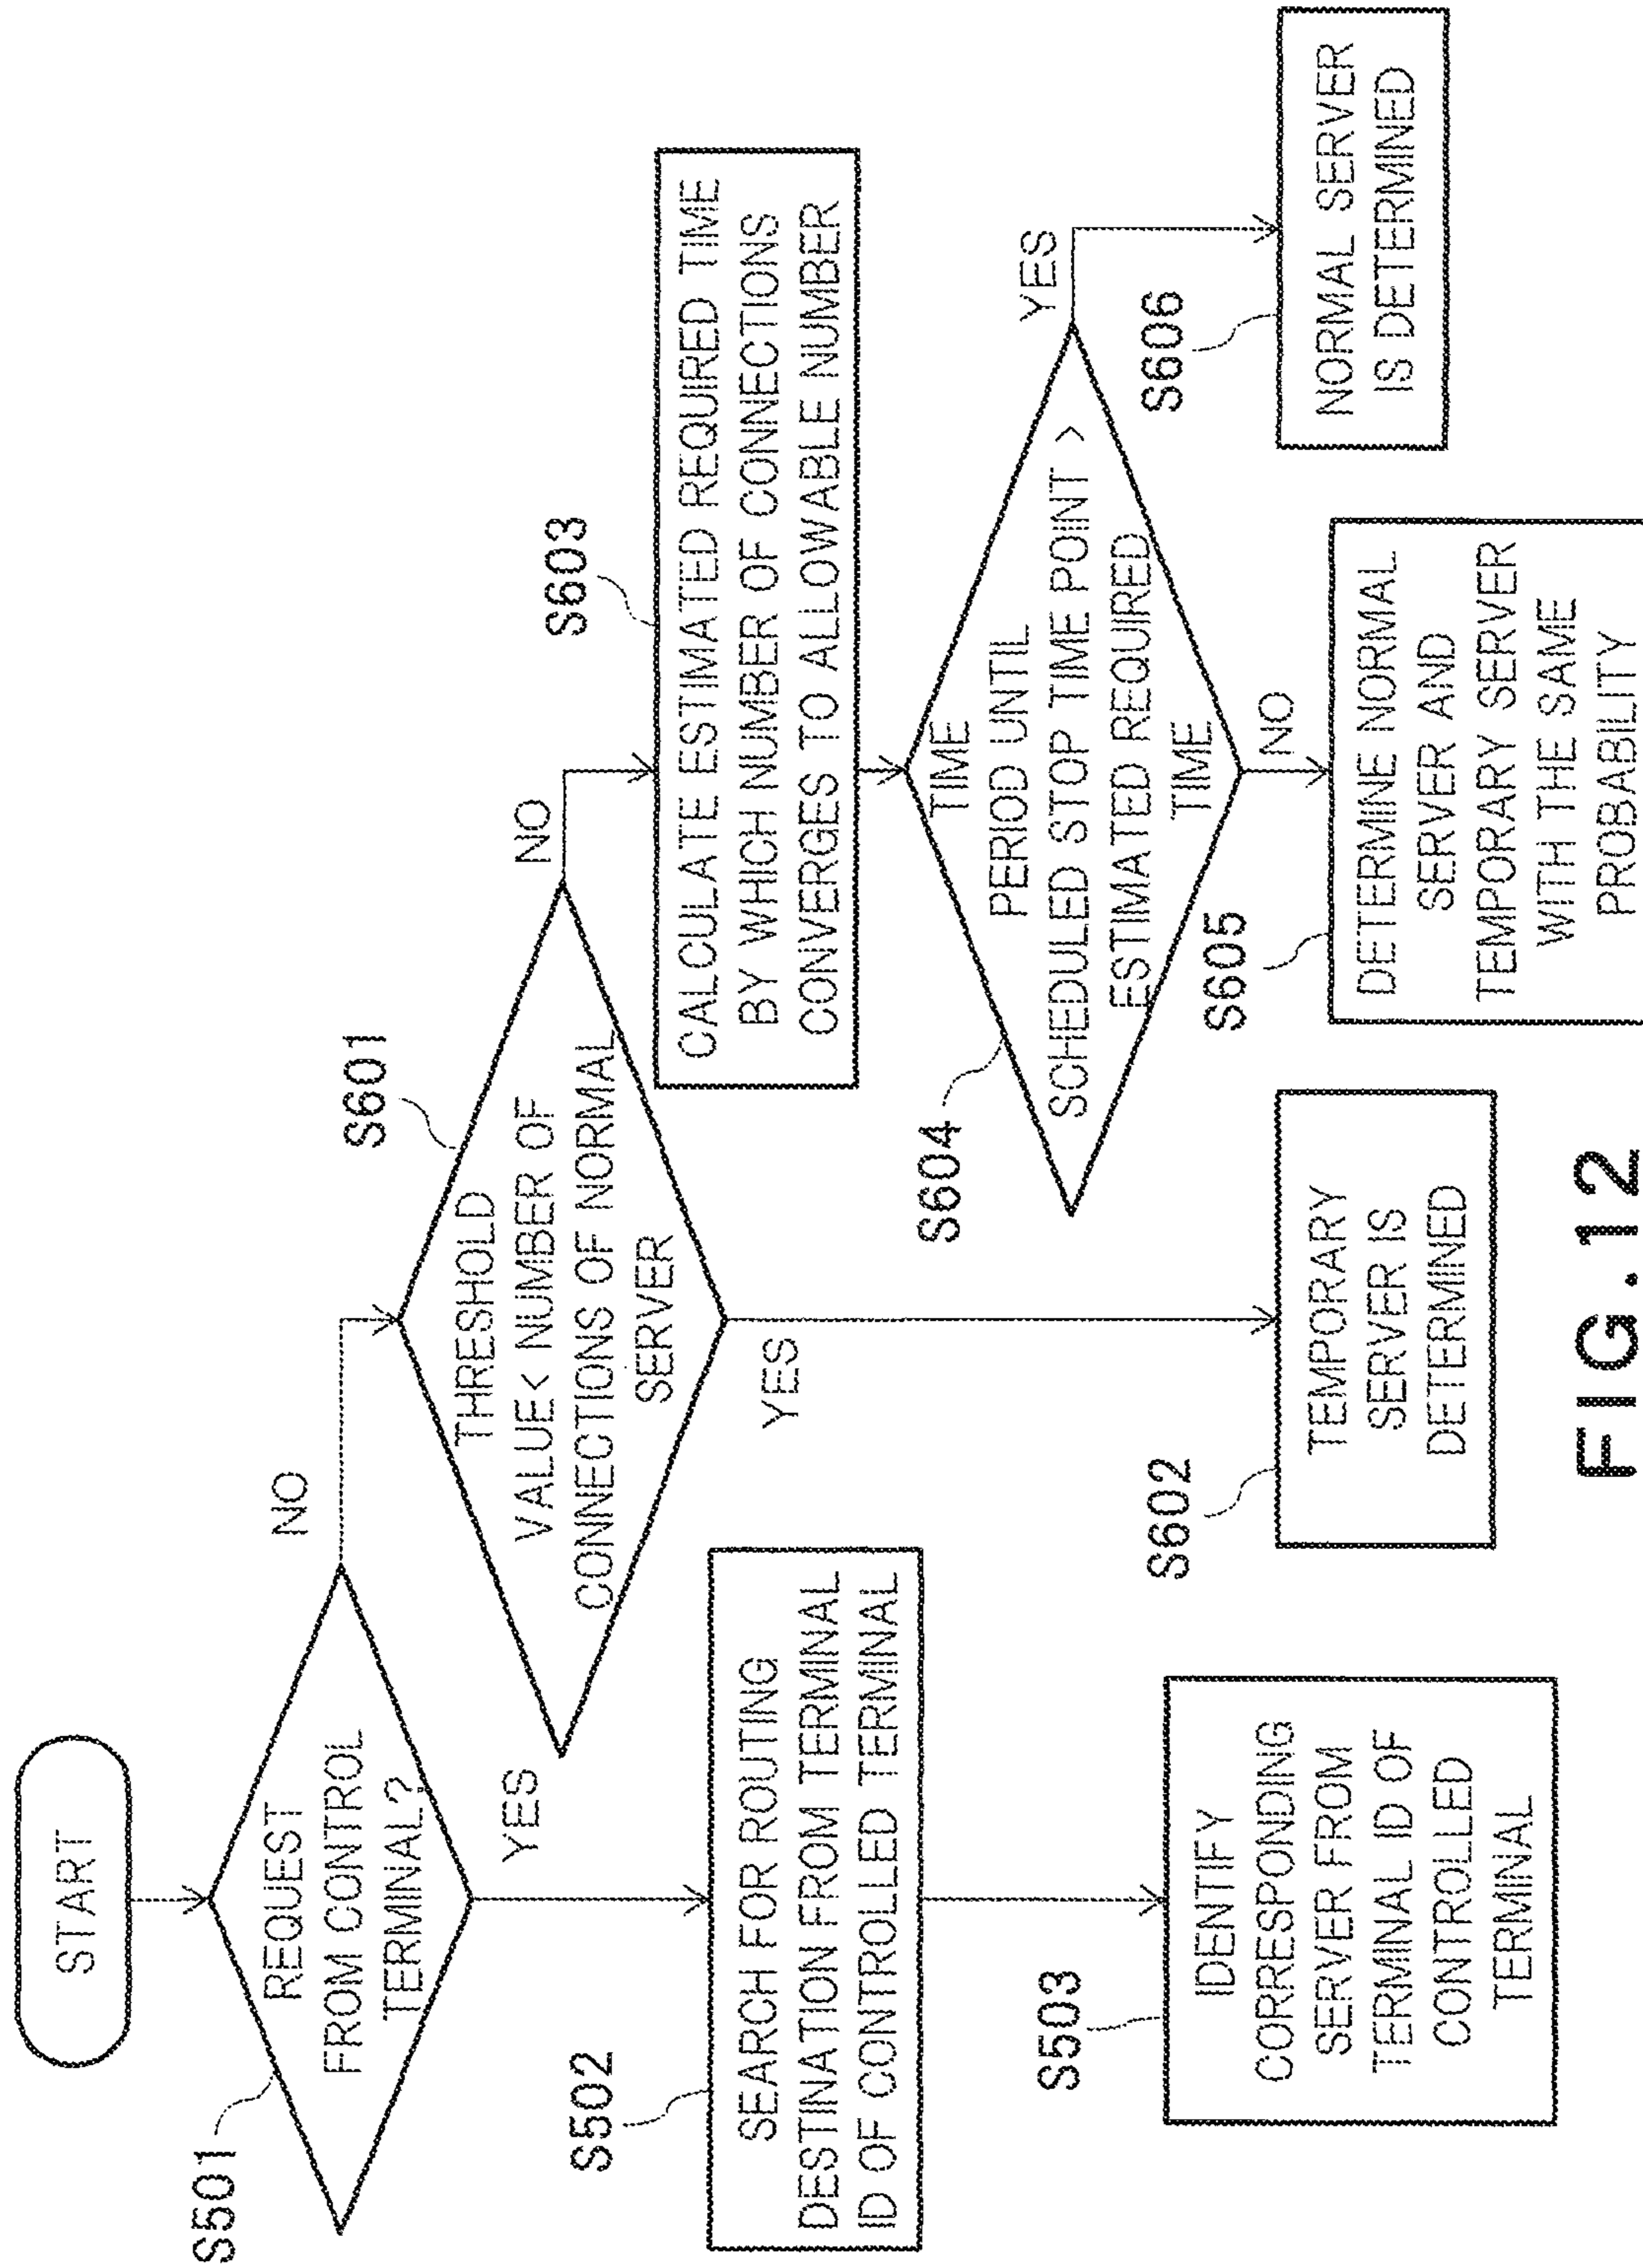 START
S501
REQUEST
FROM CONTROL
TERMINAL?
NO
YES
S502
SEARCH FOR ROUTING
DESTINATION FROM TERMINAL
ID OF CONTROLLED TERMINAL
S503
IDENTIFY
CORRESPONDING
SERVER FROM
TERMINAL ID OF
CONTROLLED
TERMINAL
S601
THRESHOLD
VALUE< NUMBER OF
CONNECTIONS OF NORMAL
SERVER
NO
YES
S602
TEMPORARY
SERVER IS
DETERMINED
S603
CALCULATE ESTIMATED REQUIRED TIME
BY WHICH NUMBER OF CONNECTIONS
CONVERGES TO ALLOWABLE NUMBER
S604
TIME
PERIOD UNTIL
SCHEDULED STOP TIME POINT >
ESTIMATED REQUIRED
TIME
YES
NO
S605
DETERMINE NORMAL
SERVER AND
TEMPORARY SERVER
WITH THE SAME
PROBABILITY
S606
NORMAL SERVER
IS DETERMINED
FIG.12